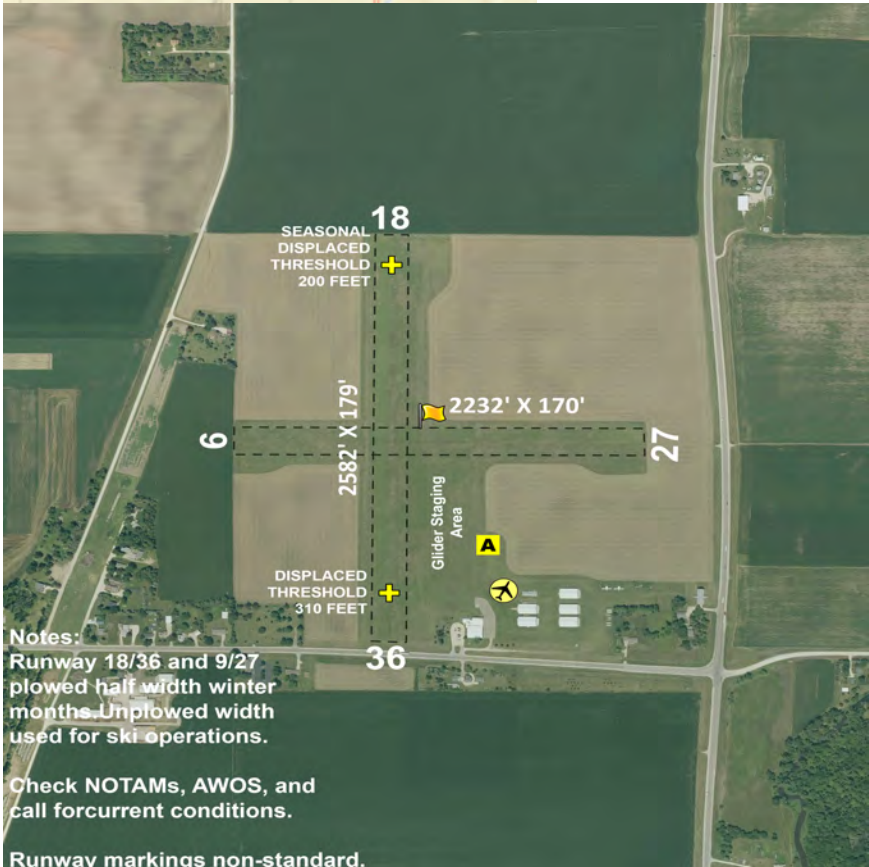 18
SEASONAL
DISPLACED
THRESHOLD
200 FEET
2232' X 170'
2582' X 179'
9
27
Glider Staging
Area
A
DISPLACED
THRESHOLD
310 FEET
36
Notes:
Runway 18/36 and 9/27
plowed half width winter
months.Unplowed width
used for ski operations.
Check NOTAMs, AWOS, and
call forcurrent conditions.
Runway markings non-standard.